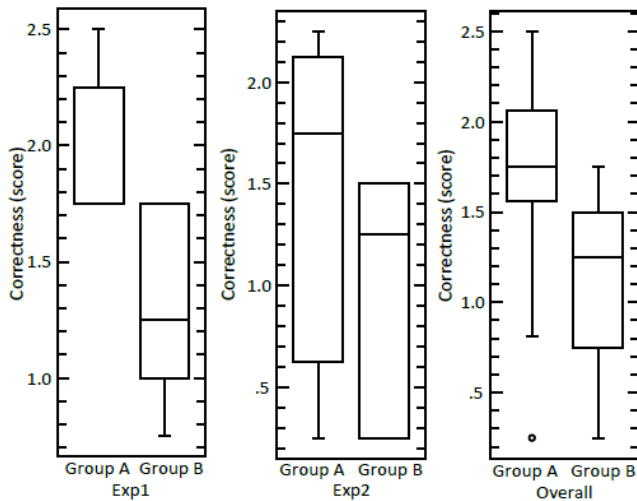 Correctness (score)
2.5
2.0
1.5
1.0
Group A Group B
Exp1
Correctness (score)
2.0
1.5
1.0
.5
Group A Group B
Exp2
Correctness (score)
2.5
2.0
1.5
1.0
.5
Group A Group B
Overall